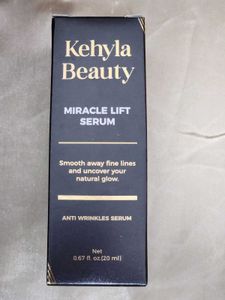 Kehyla
Beauty
MIRACLE LIFT
SERUM
Smooth away fine lines
and uncover your
natural glow.
ANTI WRINKLES SERUM
Net
0.67 fl. oz.(20 ml)